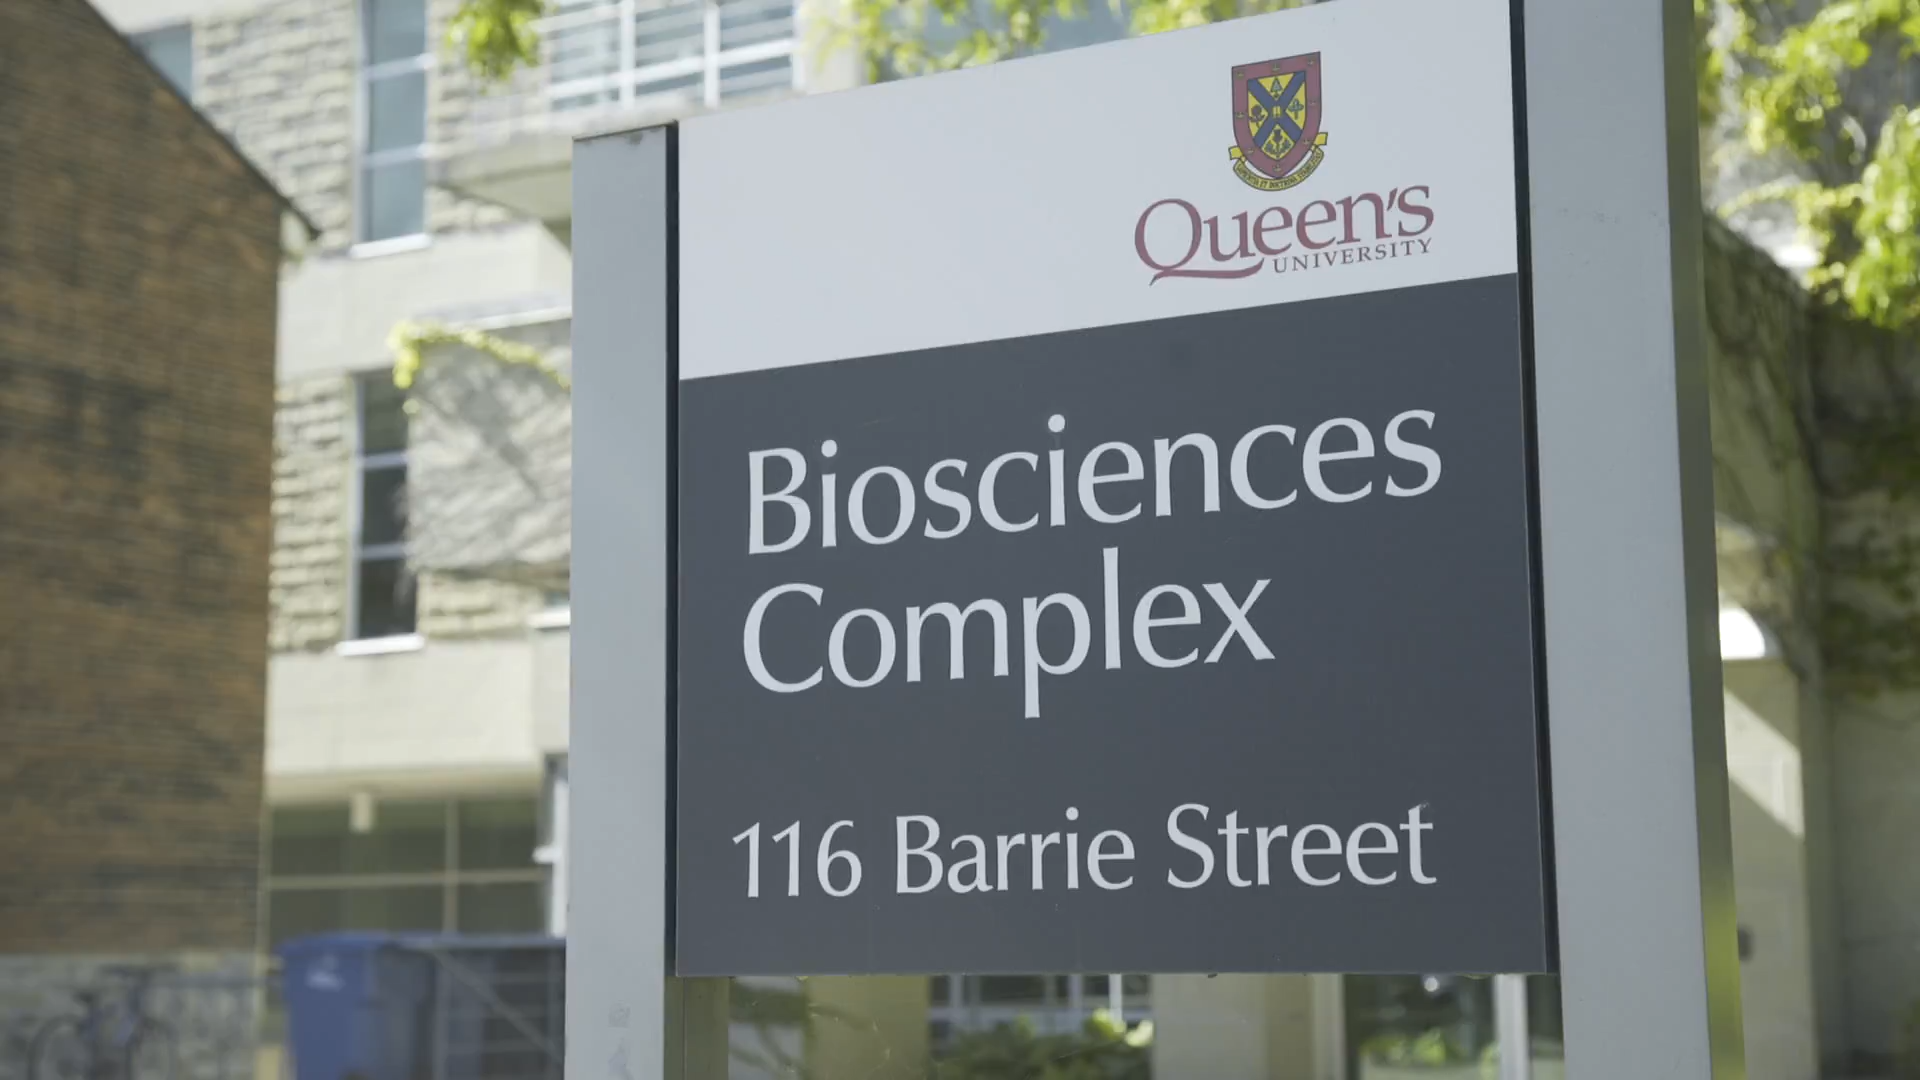 Queen's
UNIVERSITY
Biosciences
Complex
116 Barrie Street